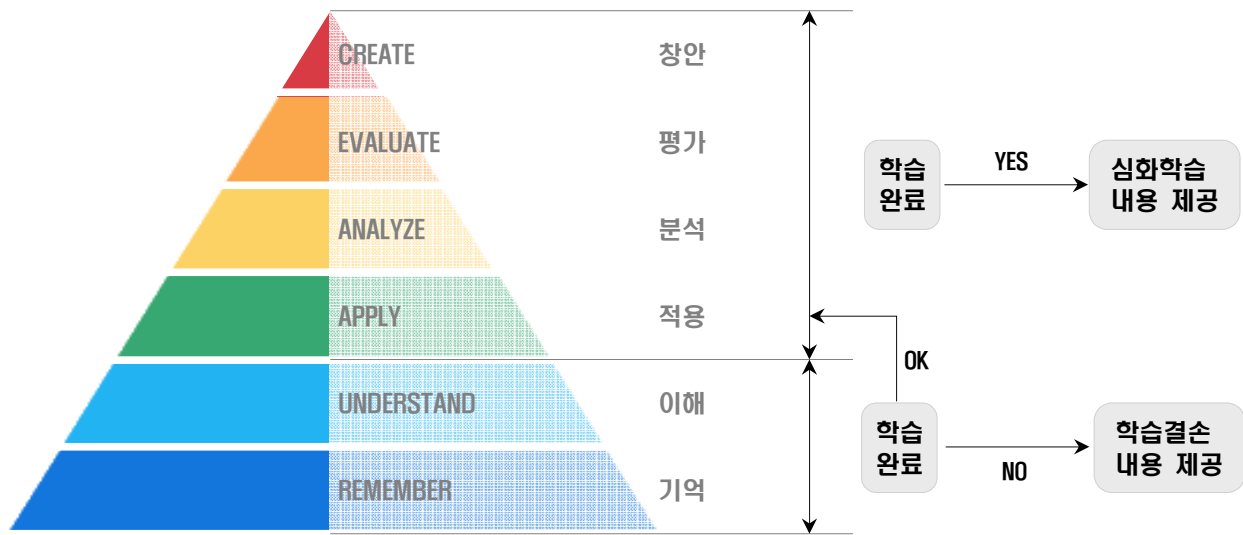 CREATE 창안
EVALUATE 평가
ANALYZE 분석
APPLY 적용
UNDERSTAND 이해
REMEMBER 기억
학습
완료
YES
심화학습
내용 제공
OK
학습
완료
NO
학습결손
내용 제공